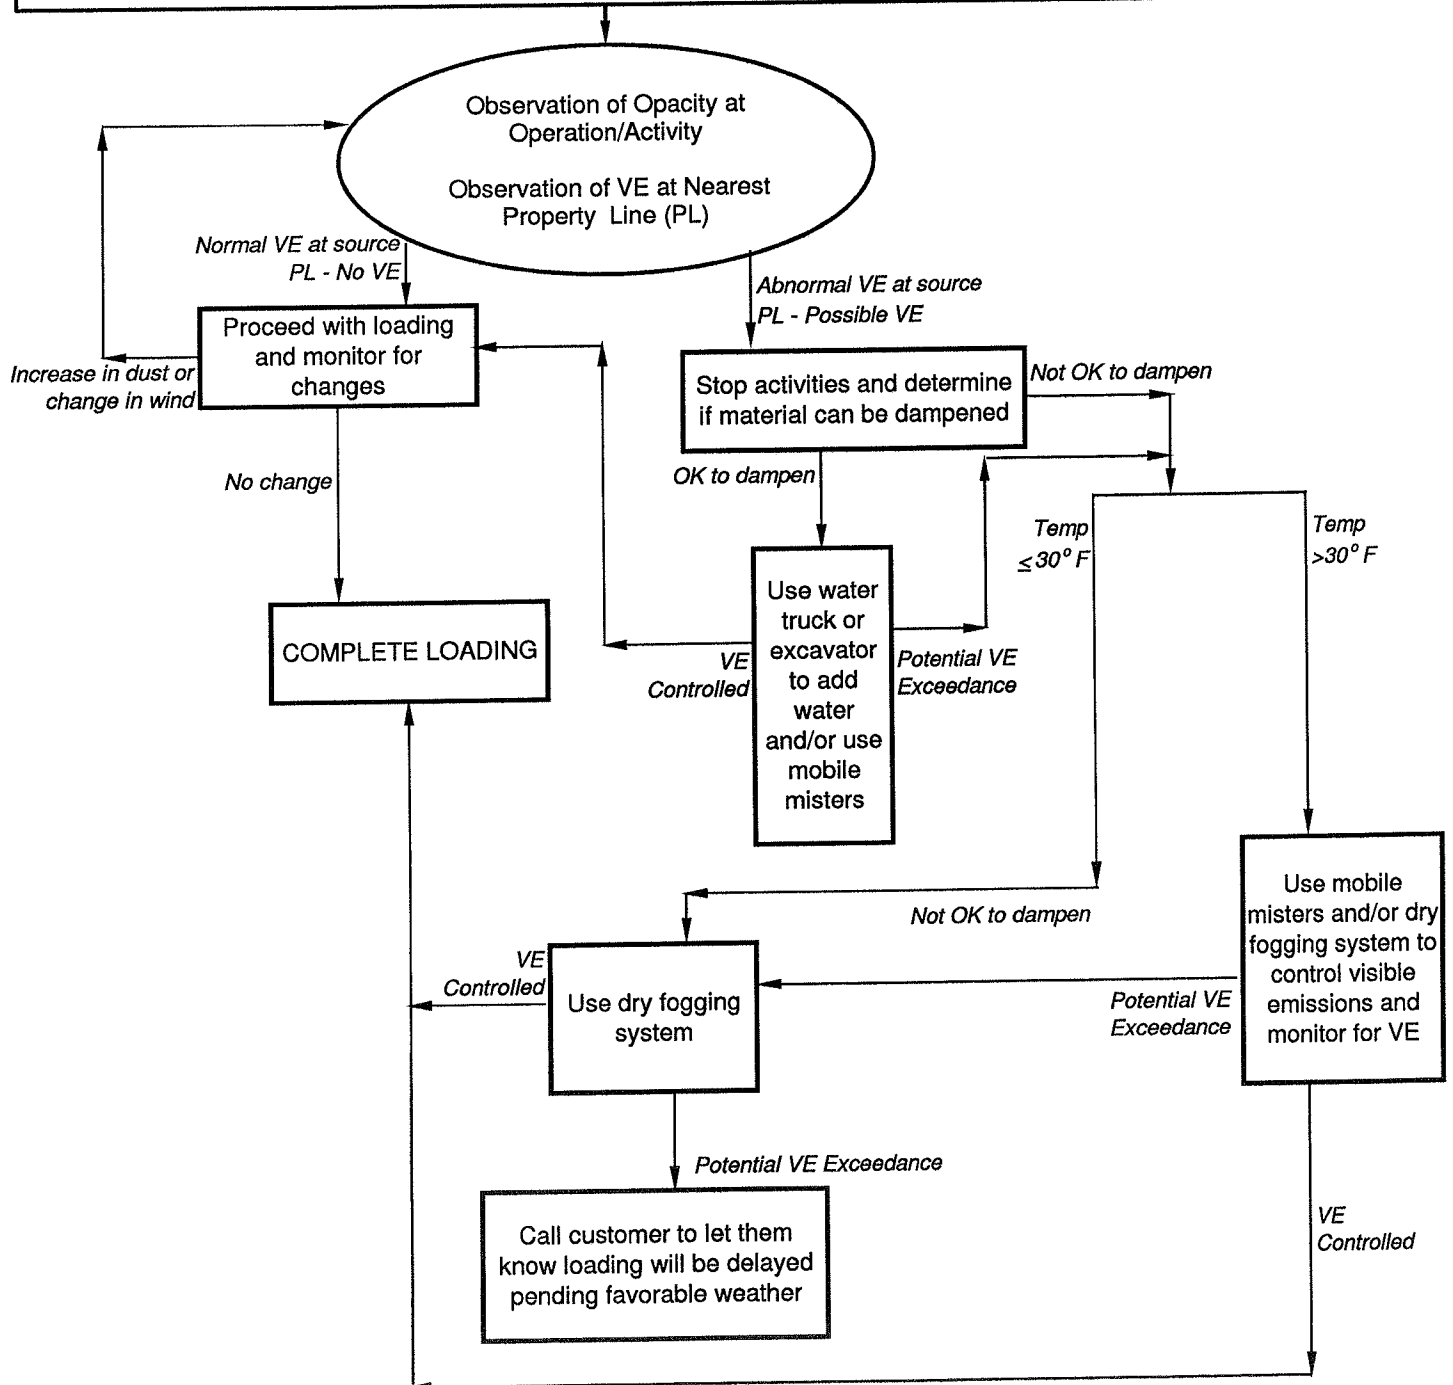 Observation of Opacity at
Operation/Activity
Observation of VE at Nearest
Property Line (PL)
Normal VE at source
PL - No VE
Abnormal VE at source
PL - Possible VE
Proceed with loading
and monitor for
changes
Increase in dust or
change in wind
Stop activities and determine
if material can be dampened
Not OK to dampen
No change
OK to dampen
Temp
≤30° F
Temp
>30° F
COMPLETE LOADING
Use water
truck or
excavator
to add
water
and/or use
mobile
misters
VE
Controlled
Potential VE
Exceedance
Not OK to dampen
Use mobile
misters and/or dry
fogging system to
control visible
emissions and
monitor for VE
VE
Controlled
Use dry fogging
system
Potential VE
Exceedance
Potential VE Exceedance
Call customer to let them
know loading will be delayed
pending favorable weather
VE
Controlled